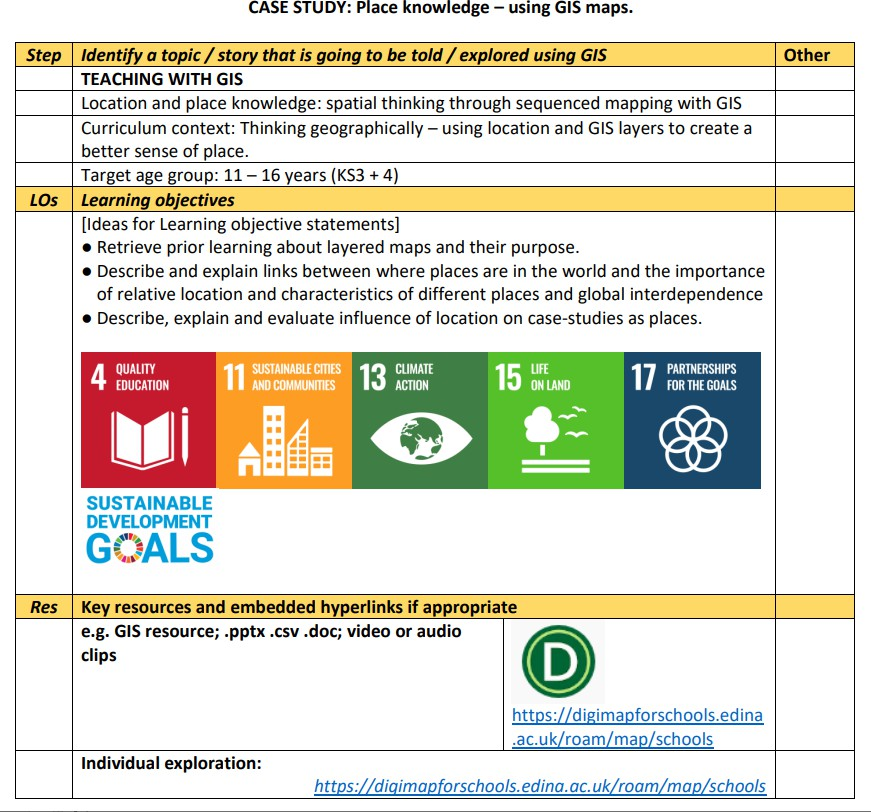 CASE STUDY: Place knowledge – using GIS maps.
Step Identify a topic / story that is going to be told / explored using GIS Other
TEACHING WITH GIS
Location and place knowledge: spatial thinking through sequenced mapping with GIS
Curriculum context: Thinking geographically – using location and GIS layers to create a
better sense of place.
Target age group: 11 – 16 years (KS3 + 4)
LOs Learning objectives
[Ideas for Learning objective statements]
● Retrieve prior learning about layered maps and their purpose.
● Describe and explain links between where places are in the world and the importance
of relative location and characteristics of different places and global interdependence
● Describe, explain and evaluate influence of location on case-studies as places.
4 QUALITY
EDUCATION
11 SUSTAINABLE CITIES
AND COMMUNITIES
13 CLIMATE
ACTION
15 LIFE
ON LAND
17 PARTNERSHIPS
FOR THE GOALS
SUSTAINABLE
DEVELOPMENT
GOALS
Res Key resources and embedded hyperlinks if appropriate
e.g. GIS resource; .pptx .csv .doc; video or audio
clips
D
https://digimapforschools.edina
.ac.uk/roam/map/schools
Individual exploration:
https://digimapforschools.edina.ac.uk/roam/map/schools